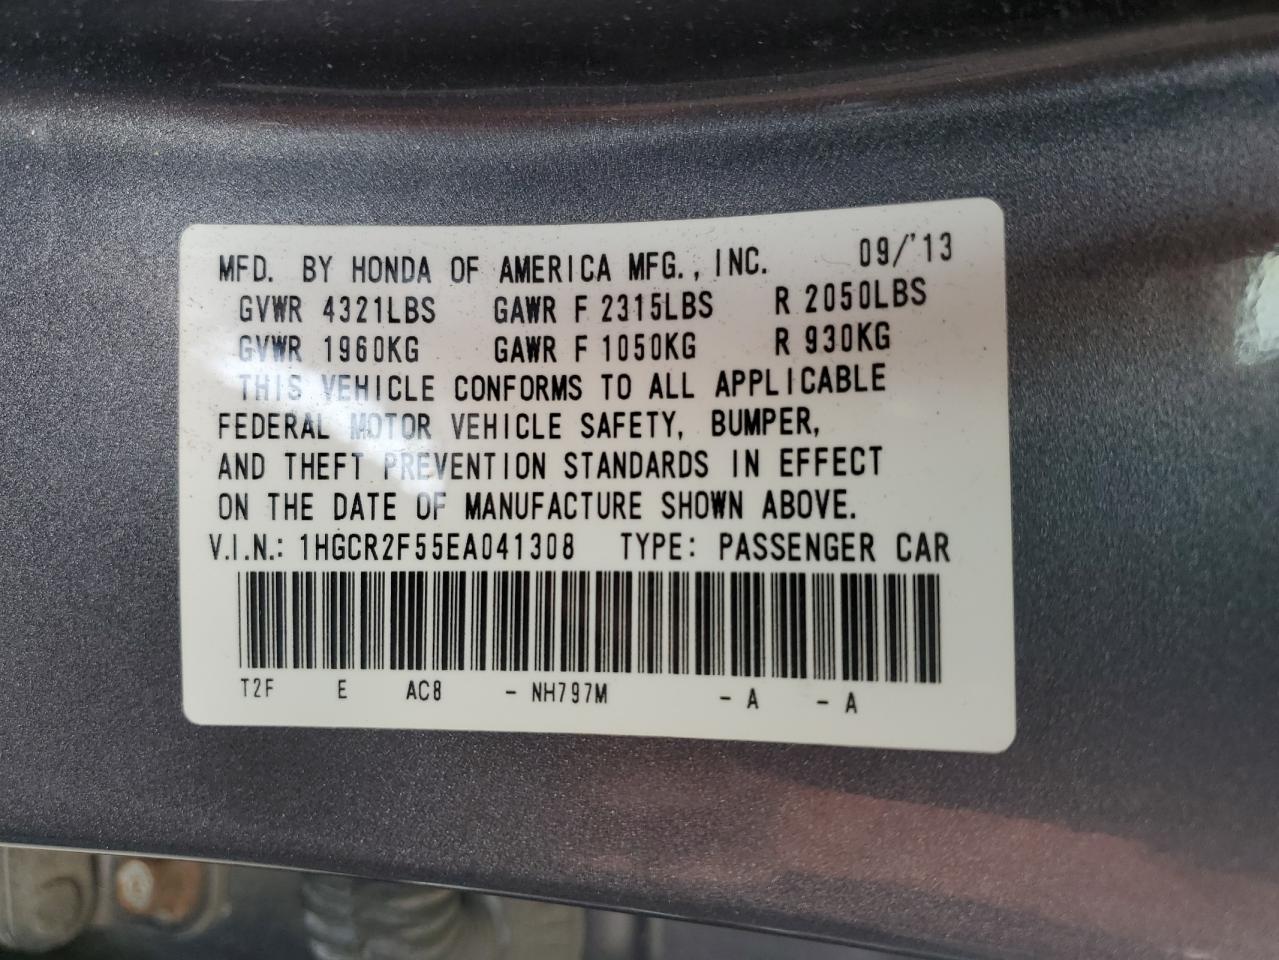 MFD. BY HONDA OF AMERICA MFG., INC. 09/'13
GVWR 4321LBS GAWR F 2315LBS R 2050LBS
GVWR 1960KG GAWR F 1050KG R 930KG
THIS VEHICLE CONFORMS TO ALL APPLICABLE
FEDERAL MOTOR VEHICLE SAFETY, BUMPER,
AND THEFT PREVENTION STANDARDS IN EFFECT
ON THE DATE OF MANUFACTURE SHOWN ABOVE.
V.I.N.: 1HGCR2F55EA041308 TYPE: PASSENGER CAR
T2F E AC8 - NH797M - A - A